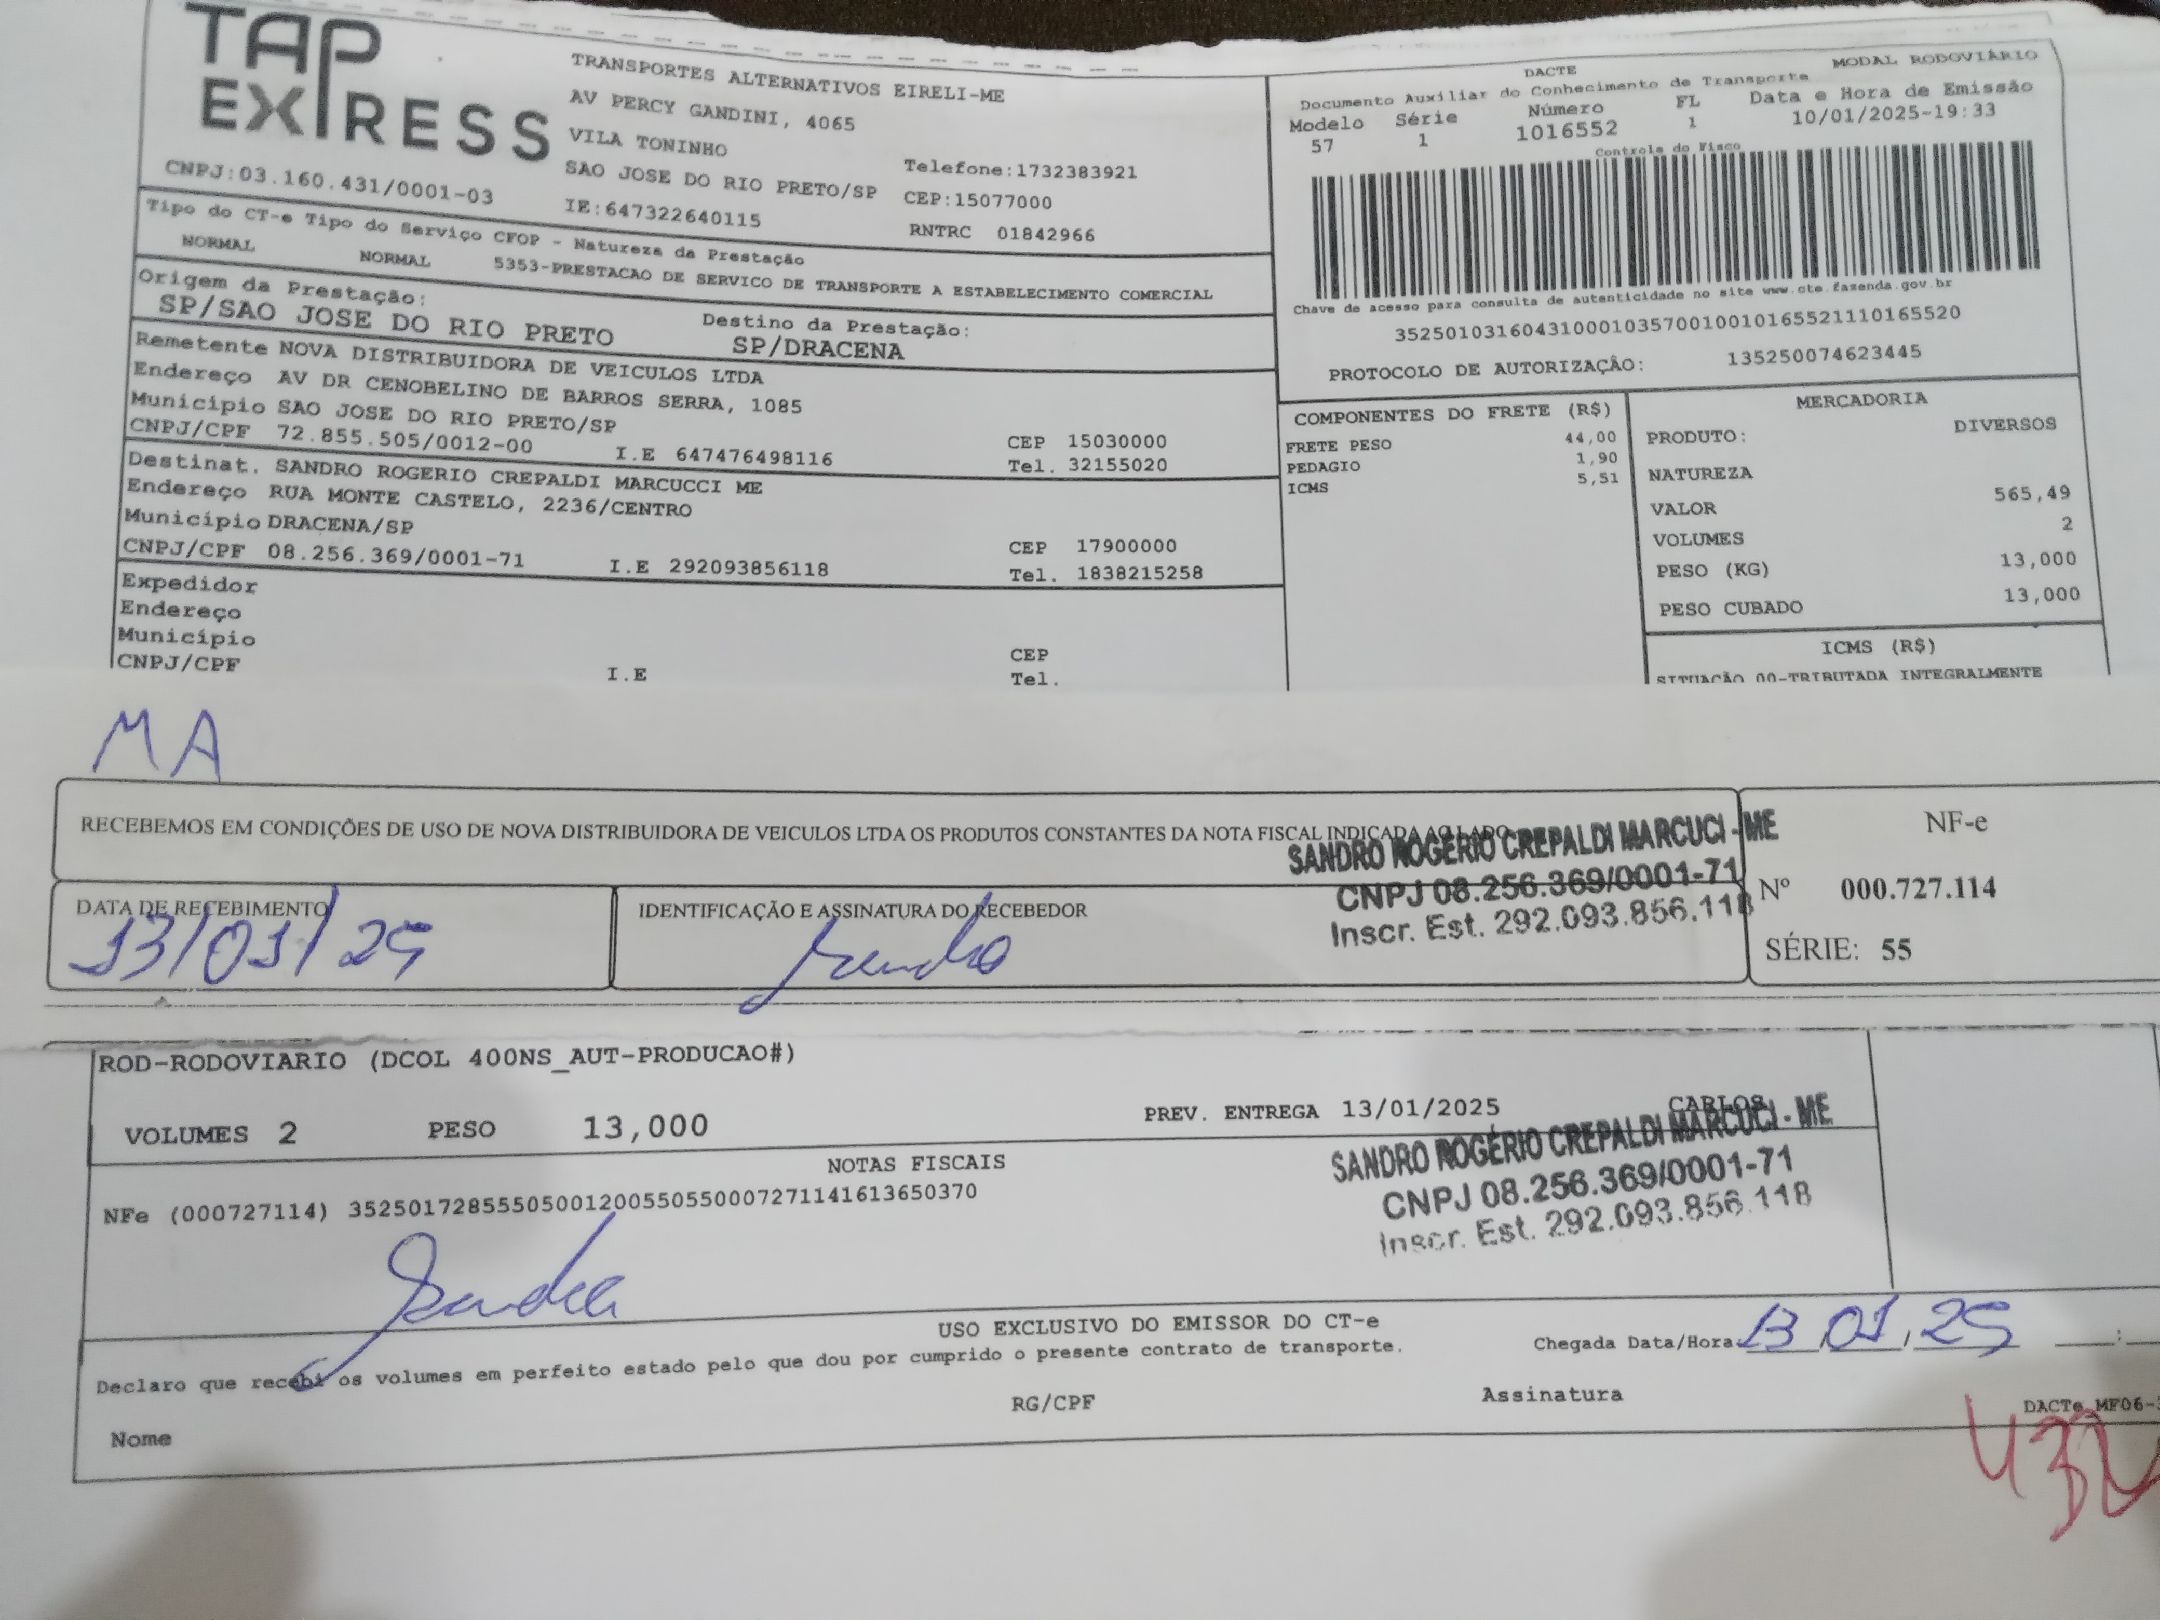 TAP
EXPRESS
CNPJ:03.160.431/0001-03
TRANSPORTES ALTERNATIVOS EIRELI-ME
AV PERCY GANDINI, 4065
VILA TONINHO
SAO JOSE DO RIO PRETO/SP
IE:647322640115
Telefone:1732383921
CEP:15077000
RNTRC 01842966
DACTE MODAL RODOVIÁRIO
Documento Auxiliar do Conhecimento de Transporte
Modelo Série Número FL Data e Hora de Emissão
57 1 1016552 1 10/01/2025-19:33
Controle do Fisco
Chave de acesso para consulta de autenticidade no site www.cte.fazenda.gov.br
35250103160431000103570010010165521110165520
PROTOCOLO DE AUTORIZAÇÃO: 135250074623445
Tipo do CT-e Tipo do Serviço CFOP - Natureza da Prestação
NORMAL NORMAL 5353-PRESTACAO DE SERVICO DE TRANSPORTE A ESTABELECIMENTO COMERCIAL
Origem da Prestação: Destino da Prestação:
SP/SAO JOSE DO RIO PRETO SP/DRACENA
Remetente NOVA DISTRIBUIDORA DE VEICULOS LTDA
Endereço AV DR CENOBELINO DE BARROS SERRA, 1085
Município SAO JOSE DO RIO PRETO/SP CEP 15030000
CNPJ/CPF 72.855.505/0012-00 I.E 647476498116 Tel. 32155020
Destinat. SANDRO ROGERIO CREPALDI MARCUCCI ME
Endereço RUA MONTE CASTELO, 2236/CENTRO
Município DRACENA/SP CEP 17900000
CNPJ/CPF 08.256.369/0001-71 I.E 292093856118 Tel. 1838215258
Expedidor
Endereço
Município CEP
CNPJ/CPF I.E Tel.
COMPONENTES DO FRETE (R$)
FRETE PESO 44,00
PEDAGIO 1,90
ICMS 5,51
MERCADORIA
PRODUTO: DIVERSOS
NATUREZA
VALOR 565,49
VOLUMES 2
PESO (KG) 13,000
PESO CUBADO 13,000
ICMS (R$)
SITUAÇÃO 00-TRIBUTADA INTEGRALMENTE
MA
RECEBEMOS EM CONDIÇÕES DE USO DE NOVA DISTRIBUIDORA DE VEICULOS LTDA OS PRODUTOS CONSTANTES DA NOTA FISCAL INDICADA AO LADO
SANDRO ROGÉRIO CREPALDI MARCUCI - ME
CNPJ 08.256.369/0001-71
Inscr. Est. 292.093.856.118
NF-e
Nº 000.727.114
SÉRIE: 55
DATA DE RECEBIMENTO
13/01/25
IDENTIFICAÇÃO E ASSINATURA DO RECEBEDOR
Sandro
ROD-RODOVIARIO (DCOL 400NS_AUT-PRODUCAO#)
VOLUMES 2 PESO 13,000 PREV. ENTREGA 13/01/2025 CARLOS
SANDRO ROGÉRIO CREPALDI MARCUCI - ME
CNPJ 08.256.369/0001-71
Inscr. Est. 292.093.856.118
NOTAS FISCAIS
NFe (000727114) 35250172855505001200550550007271141613650370
USO EXCLUSIVO DO EMISSOR DO CT-e
Declaro que recebi os volumes em perfeito estado pelo que dou por cumprido o presente contrato de transporte.
Chegada Data/Hora 13/01/25 :
Nome RG/CPF Assinatura
DACTe MF06-